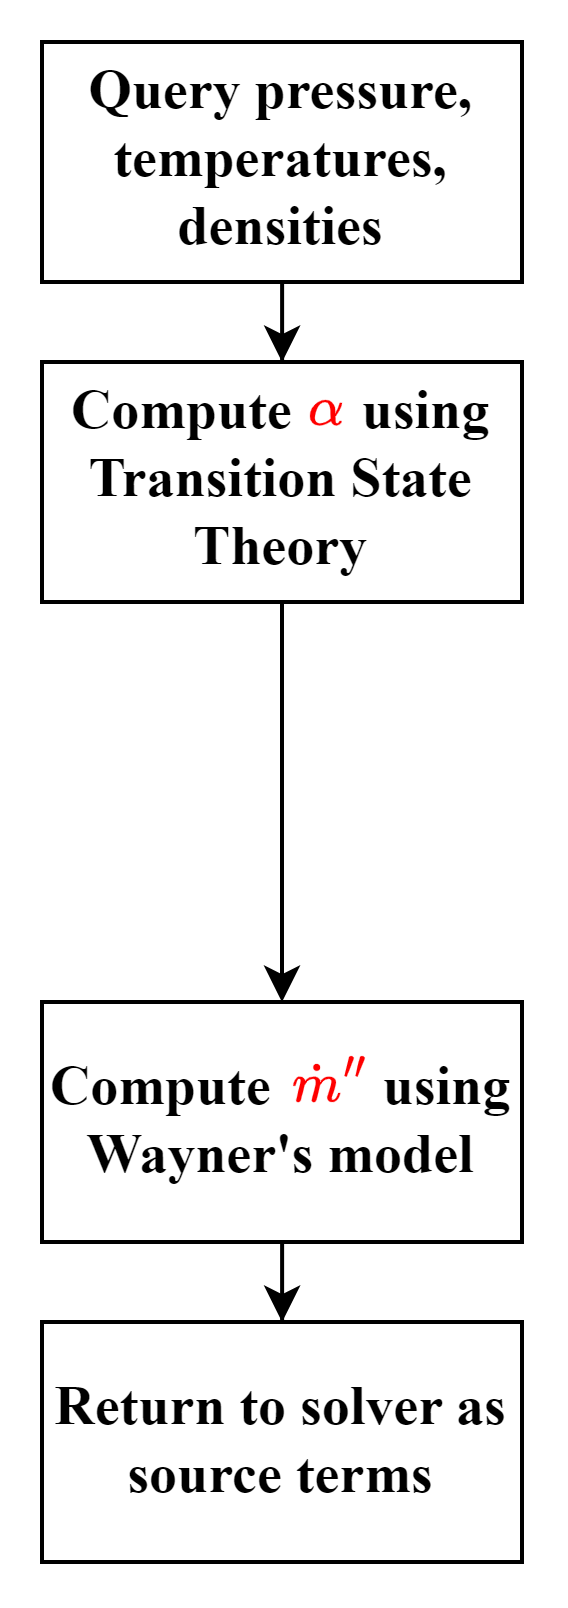 Query pressure,
temperatures,
densities
Compute α using
Transition State
Theory
Compute ṁ″ using
Wayner's model
Return to solver as
source terms